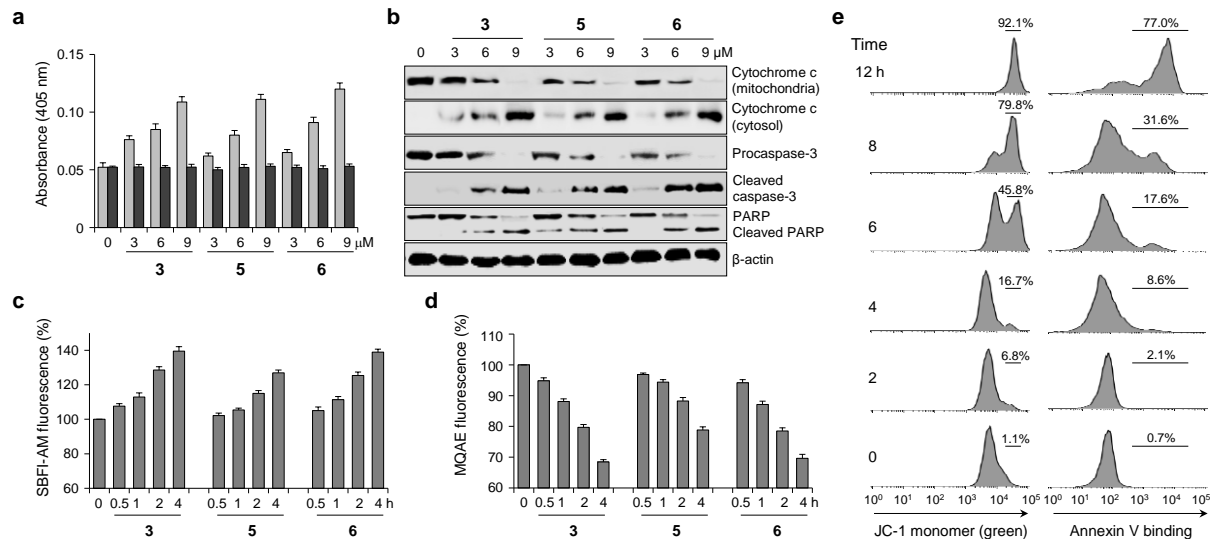 a
Absorbance (405 nm)
0.15
0.10
0.05
0
0 3 6 9 3 6 9 3 6 9 μM
3 5 6
b
3 5 6
0 3 6 9 3 6 9 3 6 9 μM
Cytochrome c
(mitochondria)
Cytochrome c
(cytosol)
Procaspase-3
Cleaved
caspase-3
PARP
Cleaved PARP
β-actin
c
SBFI-AM fluorescence (%)
140
120
100
80
60
0 0.5 1 2 4 0.5 1 2 4 0.5 1 2 4 h
3 5 6
d
MQAE fluorescence (%)
100
90
80
70
60
0 0.5 1 2 4 0.5 1 2 4 0.5 1 2 4 h
3 5 6
e
Time
12 h
92.1% 77.0%
8
79.8% 31.6%
6
45.8% 17.6%
4
16.7% 8.6%
2
6.8% 2.1%
0
1.1% 0.7%
10⁰ 10¹ 10² 10³ 10⁴ 10⁵ 10⁰ 10¹ 10² 10³ 10⁴ 10⁵
JC-1 monomer (green) Annexin V binding